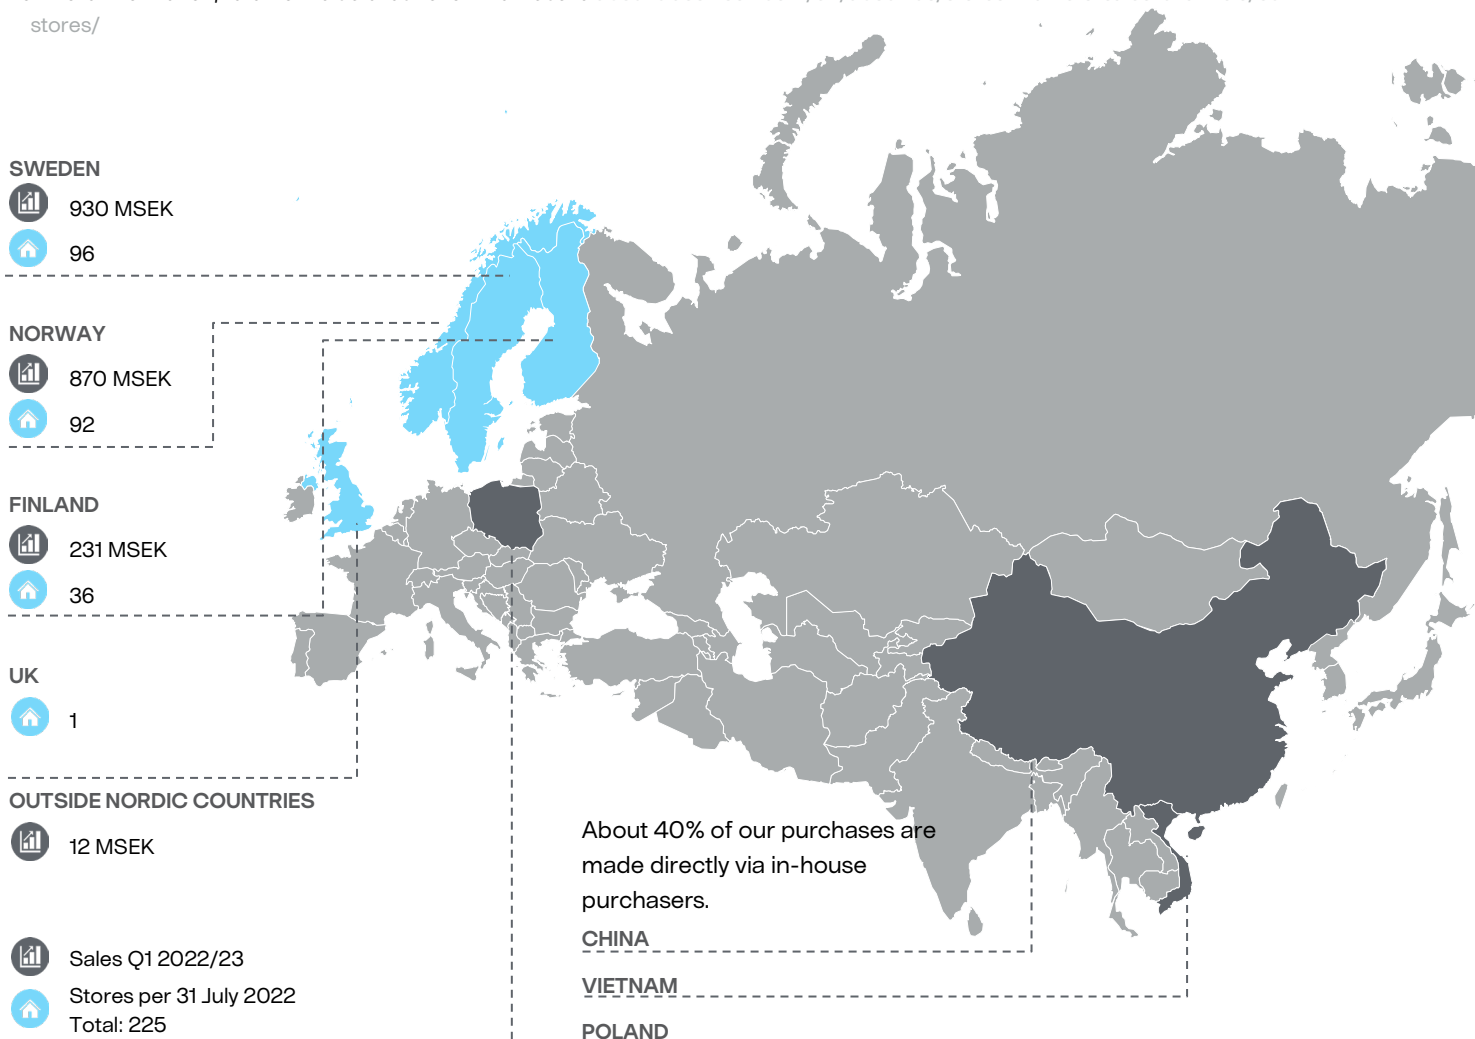 stores/
SWEDEN
930 MSEK
96
NORWAY
870 MSEK
92
FINLAND
231 MSEK
36
UK
1
OUTSIDE NORDIC COUNTRIES
12 MSEK
Sales Q1 2022/23
Stores per 31 July 2022
Total: 225
About 40% of our purchases are
made directly via in-house
purchasers.
CHINA
VIETNAM
POLAND